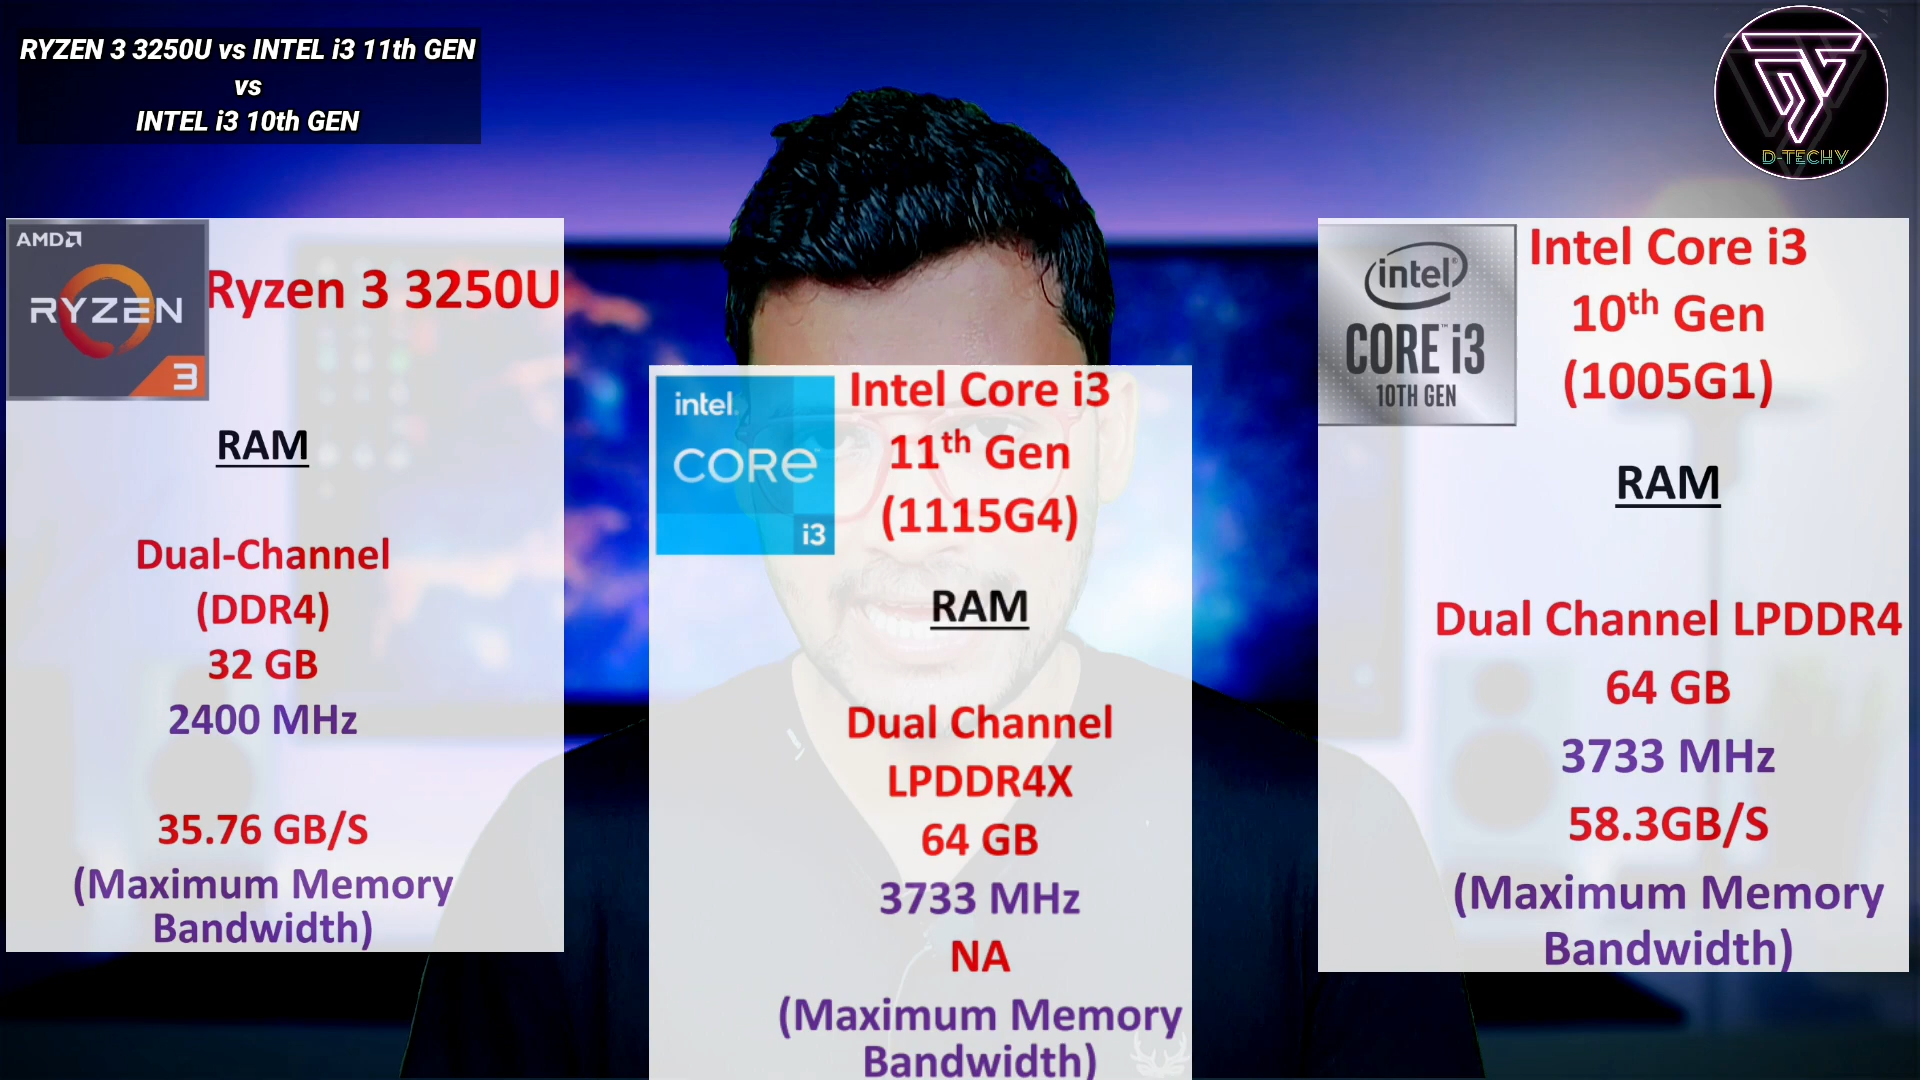 RYZEN 3 3250U vs INTEL i3 11th GEN
vs
INTEL i3 10th GEN
D-TECHY
AMD
RYZEN
3
Ryzen 3 3250U
RAM
Dual-Channel
(DDR4)
32 GB
2400 MHz
35.76 GB/S
(Maximum Memory
Bandwidth)
intel
CORE
i3
Intel Core i3
11th Gen
(1115G4)
RAM
Dual Channel
LPDDR4X
64 GB
3733 MHz
NA
(Maximum Memory
Bandwidth)
intel
CORE i3
10TH GEN
Intel Core i3
10th Gen
(1005G1)
RAM
Dual Channel LPDDR4
64 GB
3733 MHz
58.3GB/S
(Maximum Memory
Bandwidth)